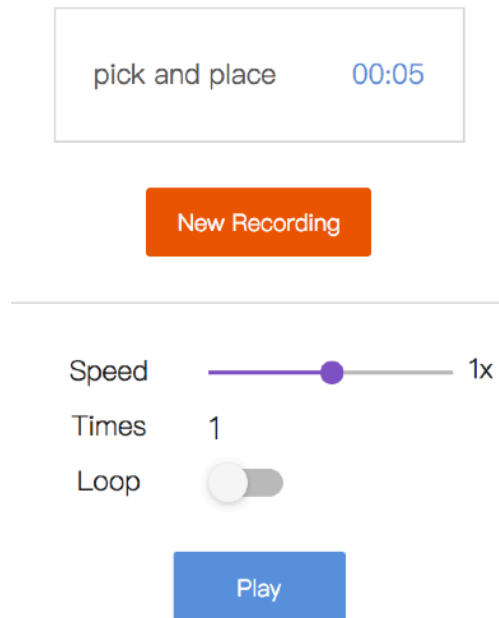 pick and place 00:05
New Recording
Speed 1x
Times 1
Loop
Play